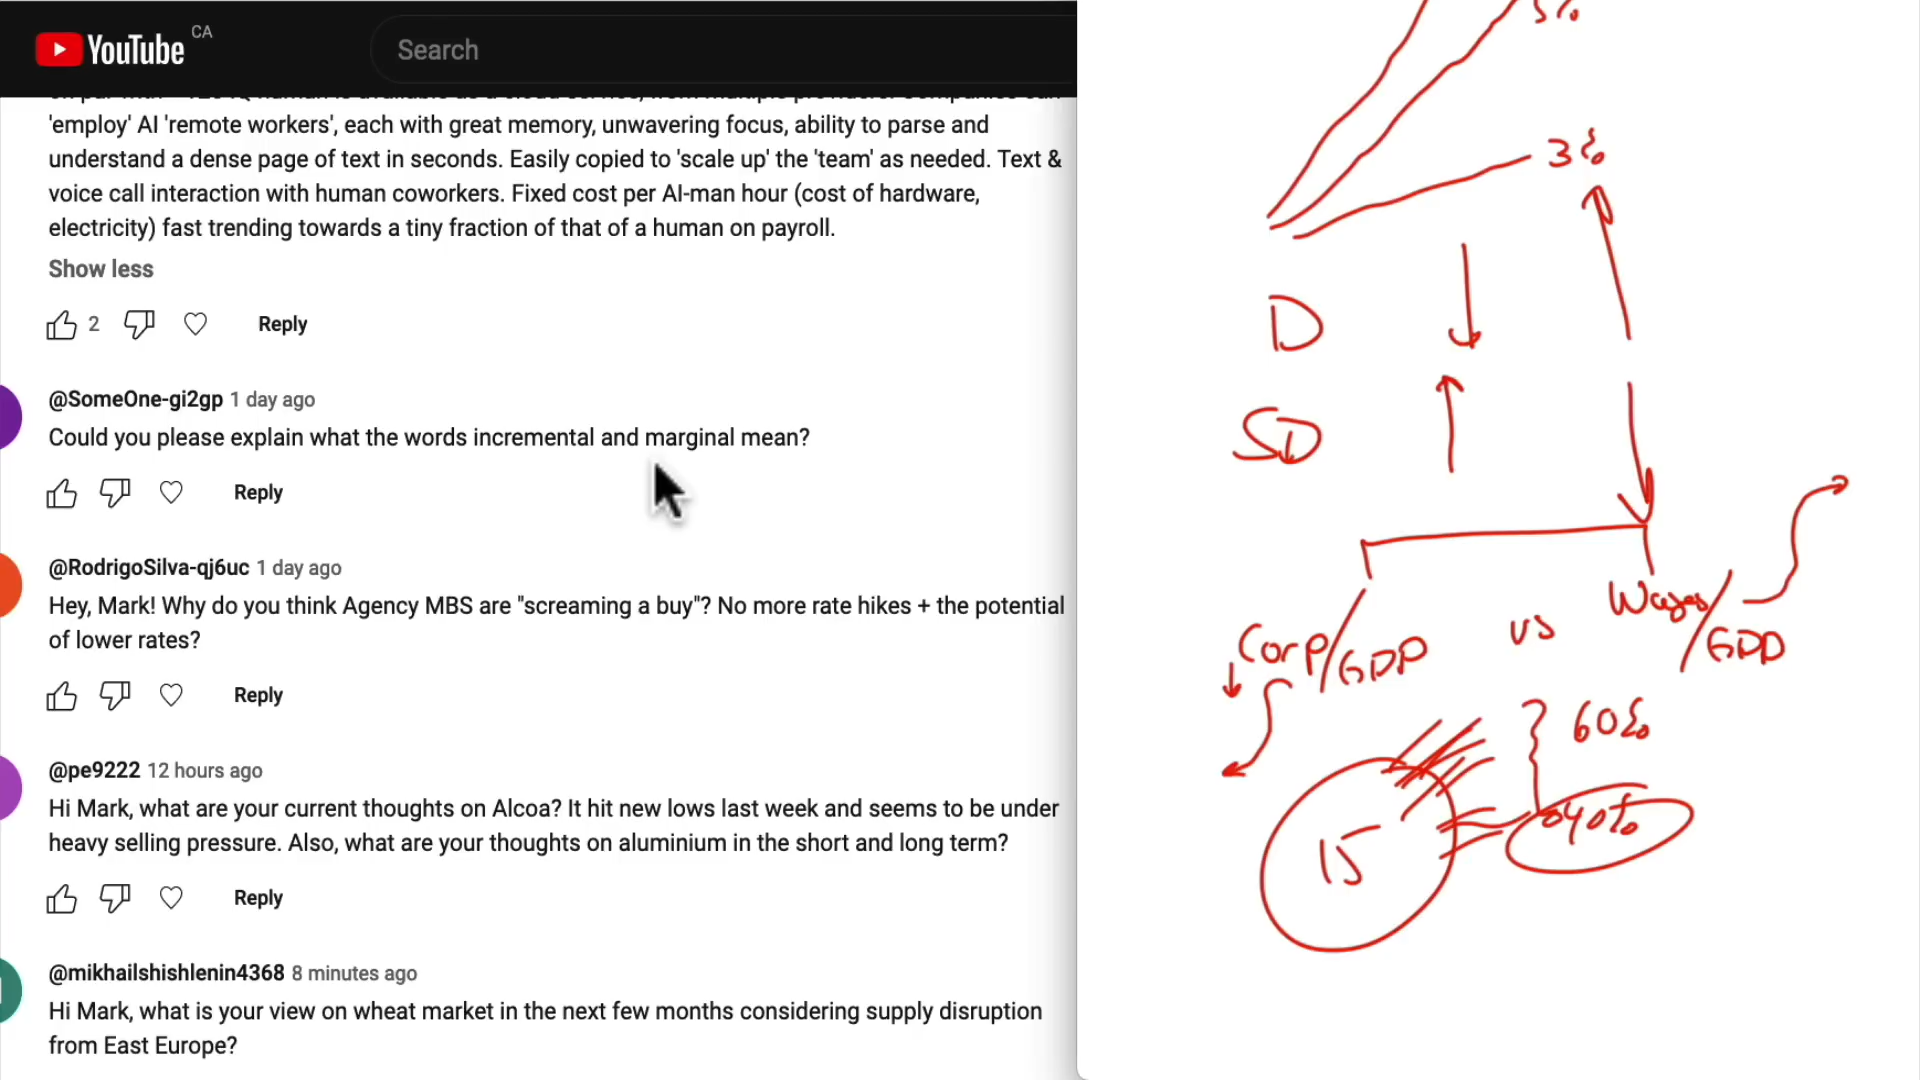 YouTube CA
Search
'employ' AI 'remote workers', each with great memory, unwavering focus, ability to parse and
understand a dense page of text in seconds. Easily copied to 'scale up' the 'team' as needed. Text &
voice call interaction with human coworkers. Fixed cost per AI-man hour (cost of hardware,
electricity) fast trending towards a tiny fraction of that of a human on payroll.
Show less
2 Reply
@SomeOne-gi2gp 1 day ago
Could you please explain what the words incremental and marginal mean?
Reply
@RodrigoSilva-qj6uc 1 day ago
Hey, Mark! Why do you think Agency MBS are "screaming a buy"? No more rate hikes + the potential
of lower rates?
Reply
@pe9222 12 hours ago
Hi Mark, what are your current thoughts on Alcoa? It hit new lows last week and seems to be under
heavy selling pressure. Also, what are your thoughts on aluminium in the short and long term?
Reply
@mikhailshishlenin4368 8 minutes ago
Hi Mark, what is your view on wheat market in the next few months considering supply disruption
from East Europe?
3%
D
SD
Corp/GDP vs Wages/GDP
60%
40%
15